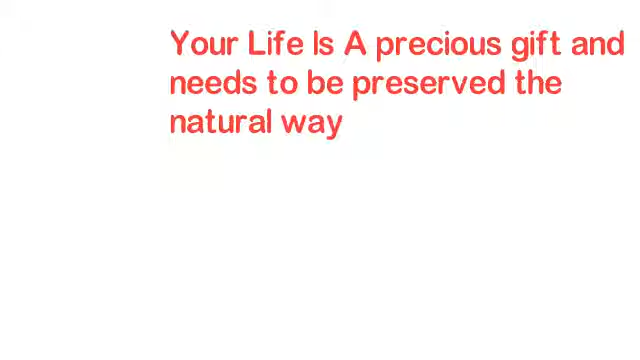 Your Life Is A precious gift and
needs to be preserved the
natural way